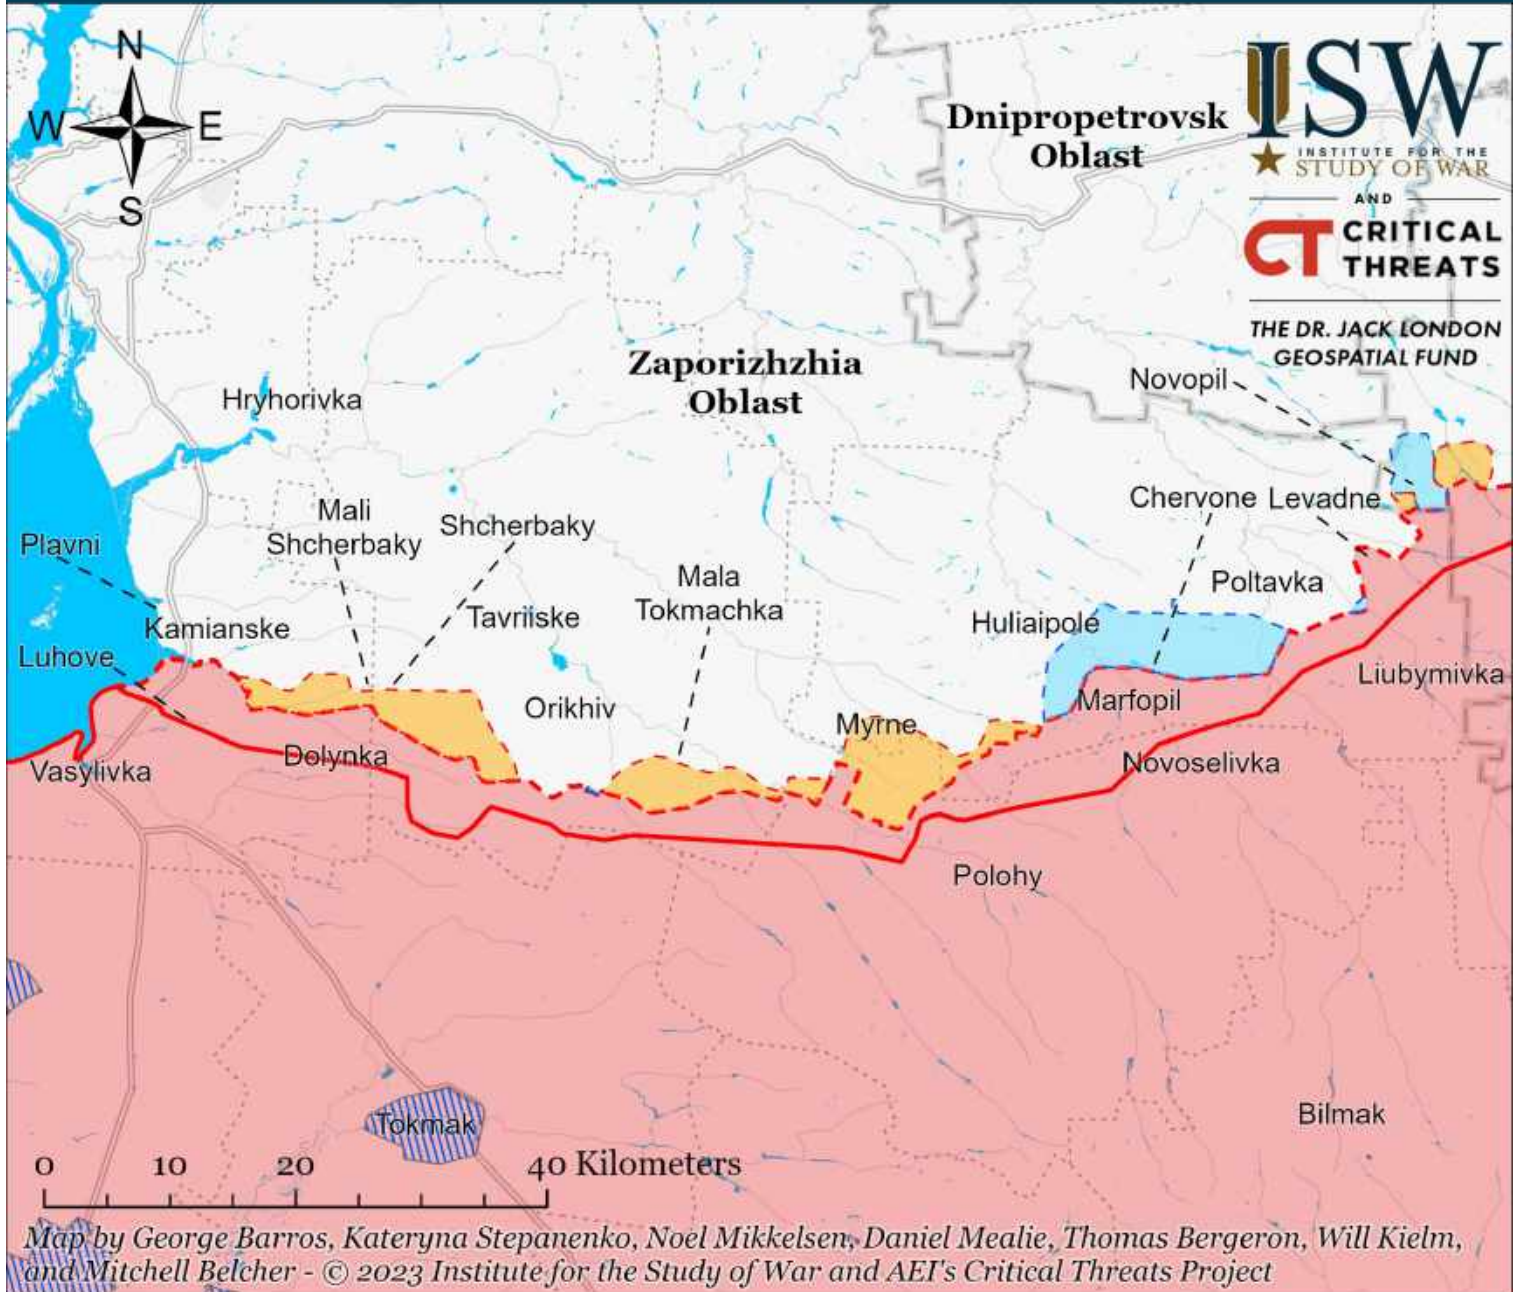 N
W E
S
Dnipropetrovsk
Oblast
ISW
INSTITUTE FOR THE
STUDY OF WAR
AND
CT CRITICAL
THREATS
THE DR. JACK LONDON
GEOSPATIAL FUND
Zaporizhzhia
Oblast
Novopil
Hryhorivka
Mali
Shcherbaky
Shcherbaky
Chervone
Levadne
Plavni
Mala
Tokmachka
Poltavka
Kamianske
Tavriiske
Huliaipole
Luhove
Liubymivka
Orikhiv
Marfopil
Myrne
Vasylivka
Dolynka
Novoselivka
Polohy
Tokmak
Bilmak
0 10 20 40 Kilometers
Map by George Barros, Kateryna Stepanenko, Noel Mikkelsen, Daniel Mealie, Thomas Bergeron, Will Kielm,
and Mitchell Belcher - © 2023 Institute for the Study of War and AEI's Critical Threats Project